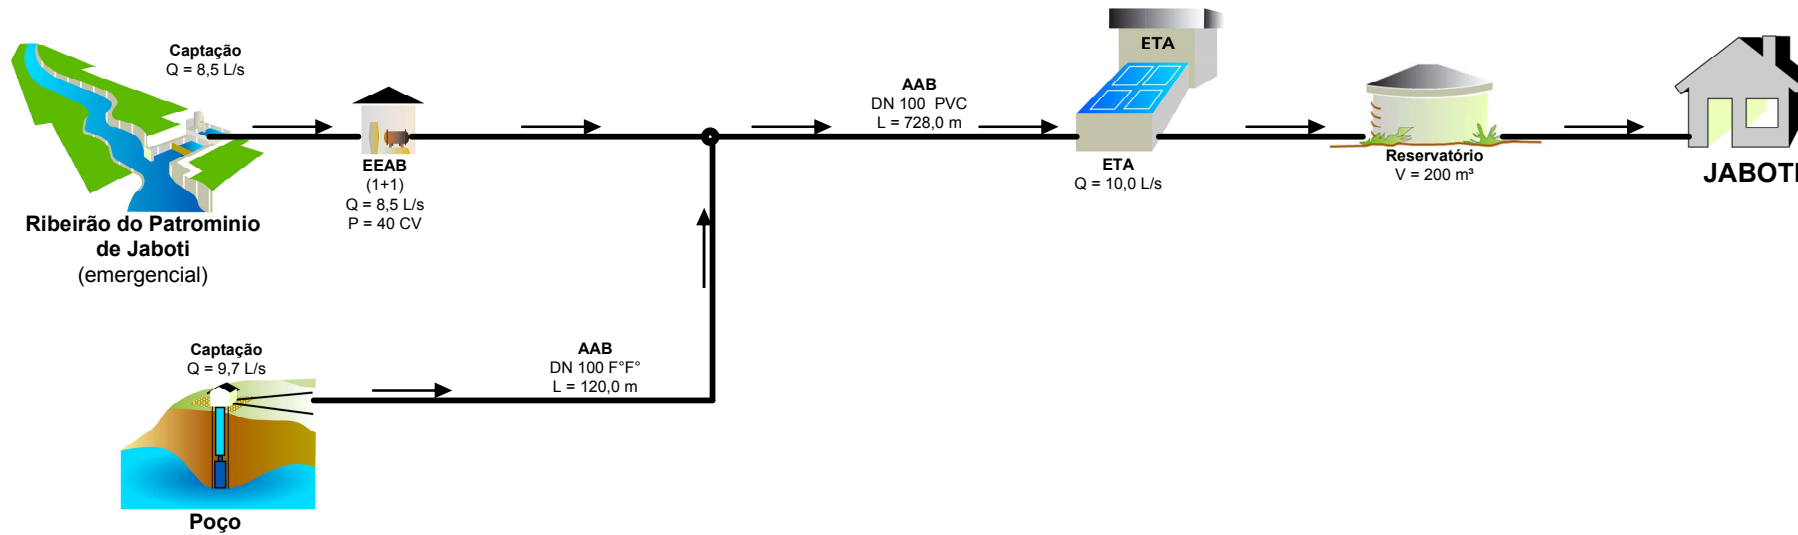 Captação
Q = 8,5 L/s
Ribeirão do Patrominio
de Jaboti
(emergencial)
EEAB
(1+1)
Q = 8,5 L/s
P = 40 CV
AAB
DN 100 PVC
L = 728,0 m
ETA
ETA
Q = 10,0 L/s
Reservatório
V = 200 m³
JABOTI
Captação
Q = 9,7 L/s
Poço
AAB
DN 100 F°F°
L = 120,0 m